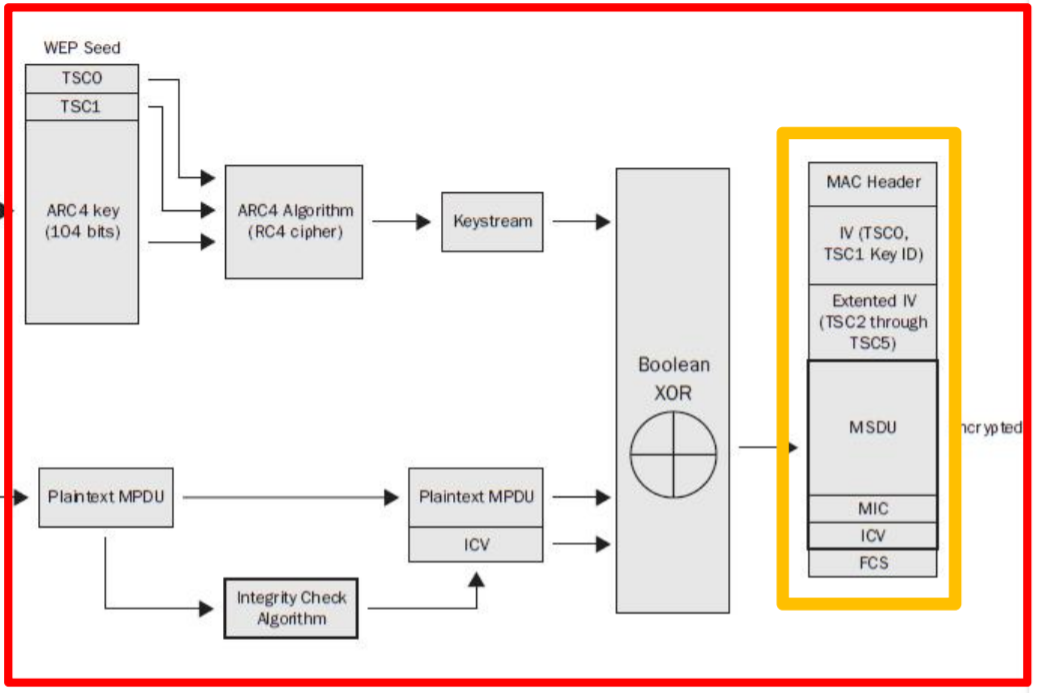 WEP Seed
TSC0
TSC1
ARC4 key
(104 bits)
ARC4 Algorithm
(RC4 cipher)
Keystream
Boolean
XOR
Plaintext MPDU
Plaintext MPDU
ICV
Integrity Check
Algorithm
MAC Header
IV (TSC0,
TSC1 Key ID)
Extented IV
(TSC2 through
TSC5)
MSDU
MIC
ICV
FCS
ncrypted